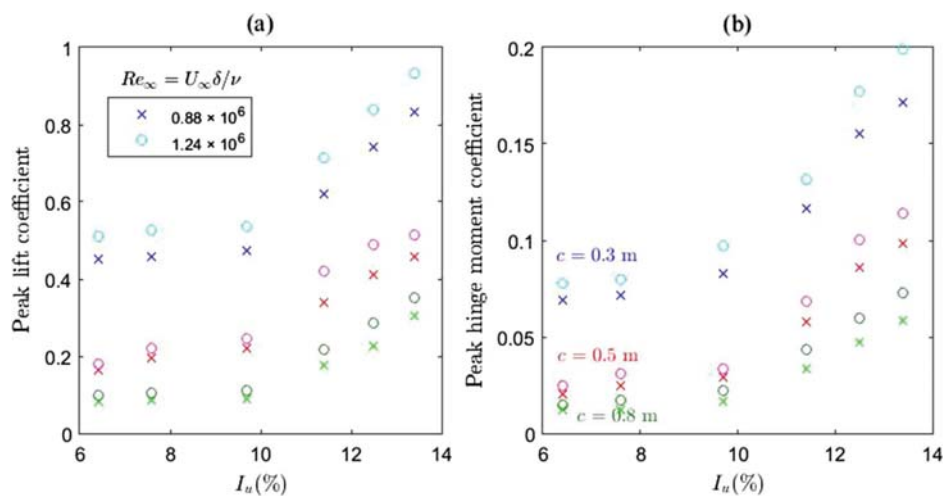 (a)
(b)
Re∞ = U∞δ/ν
0.88 × 10⁶
1.24 × 10⁶
Peak lift coefficient
1
0.8
0.6
0.4
0.2
0
6
8
10
12
14
I_u(%)
Peak hinge moment coefficient
0.2
0.15
0.1
0.05
0
c = 0.3 m
c = 0.5 m
c = 0.8 m
6
8
10
12
14
I_u(%)